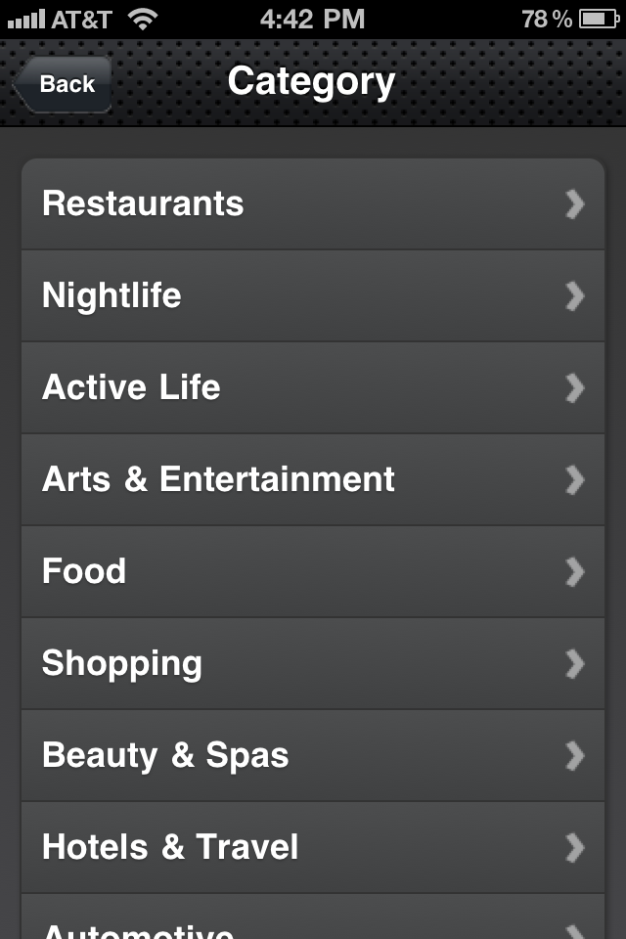 AT&T 4:42 PM 78%
Back Category
Restaurants
Nightlife
Active Life
Arts & Entertainment
Food
Shopping
Beauty & Spas
Hotels & Travel
Automotive